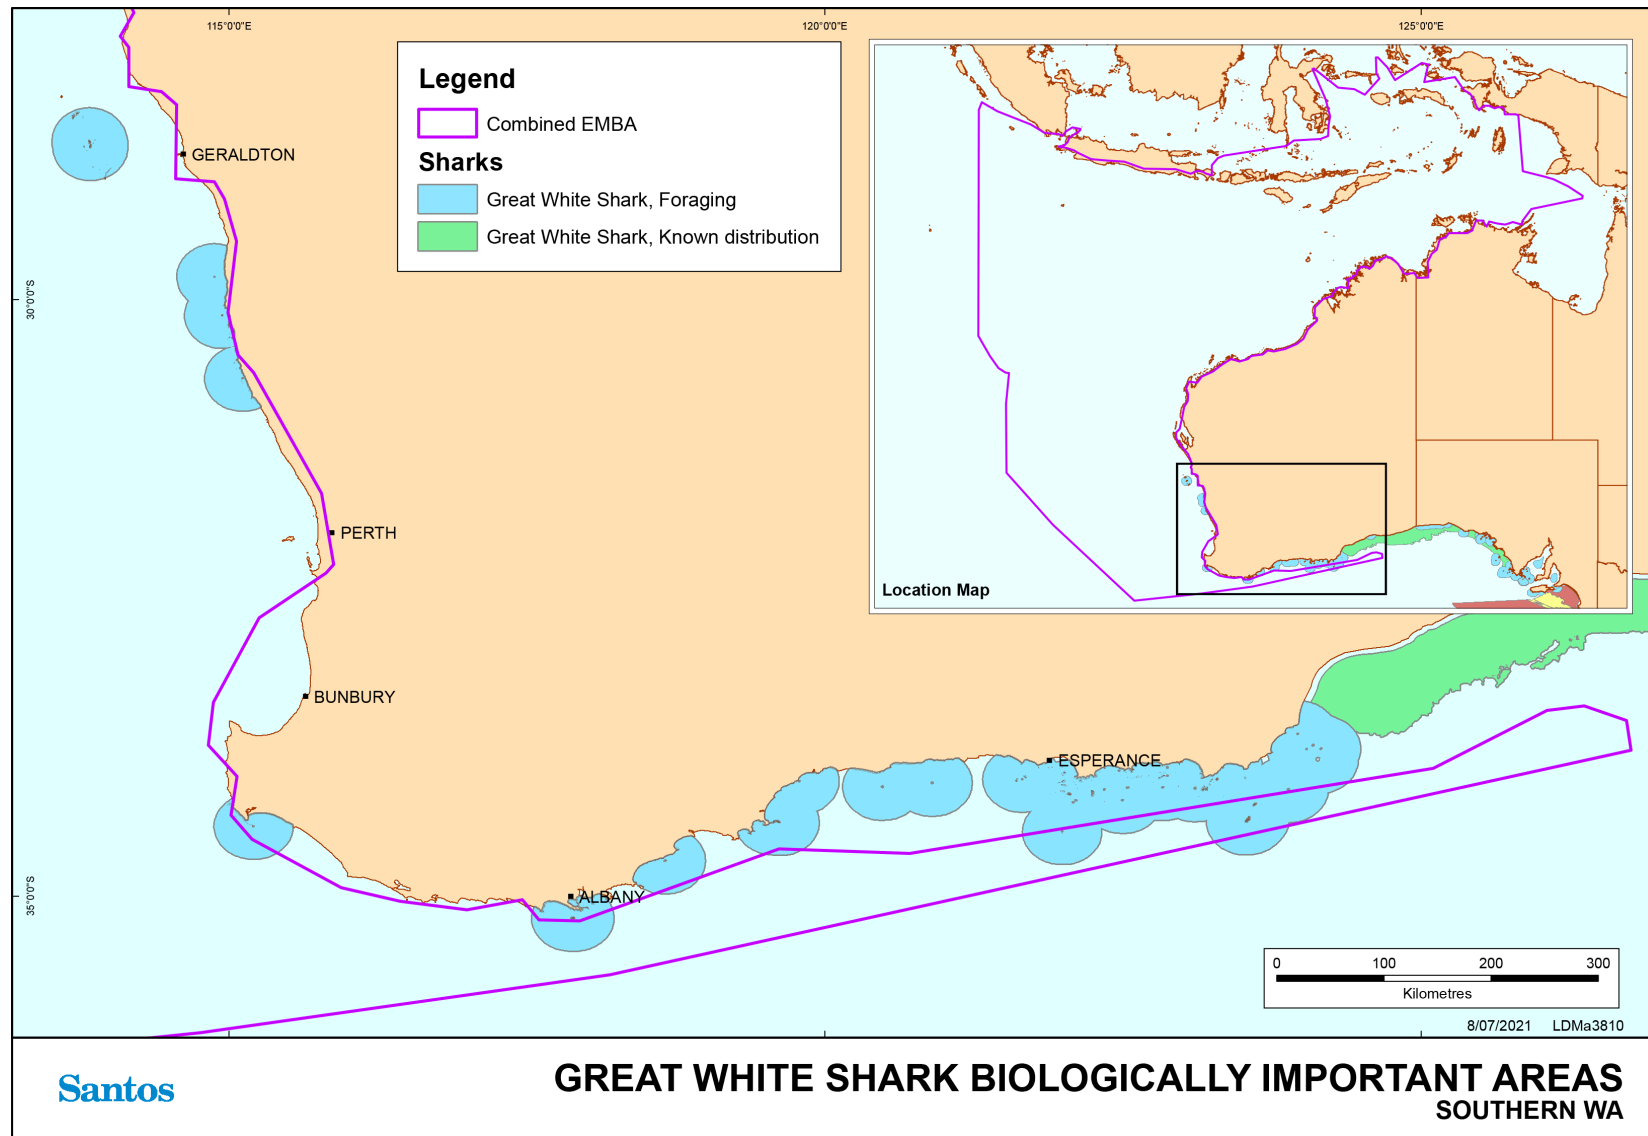 115°0'0"E
120°0'0"E
125°0'0"E
30°0'0"S
35°0'0"S
Legend
Combined EMBA
Sharks
Great White Shark, Foraging
Great White Shark, Known distribution
Location Map
GERALDTON
PERTH
BUNBURY
ESPERANCE
ALBANY
0 100 200 300
Kilometres
8/07/2021 LDMa3810
Santos
GREAT WHITE SHARK BIOLOGICALLY IMPORTANT AREAS
SOUTHERN WA